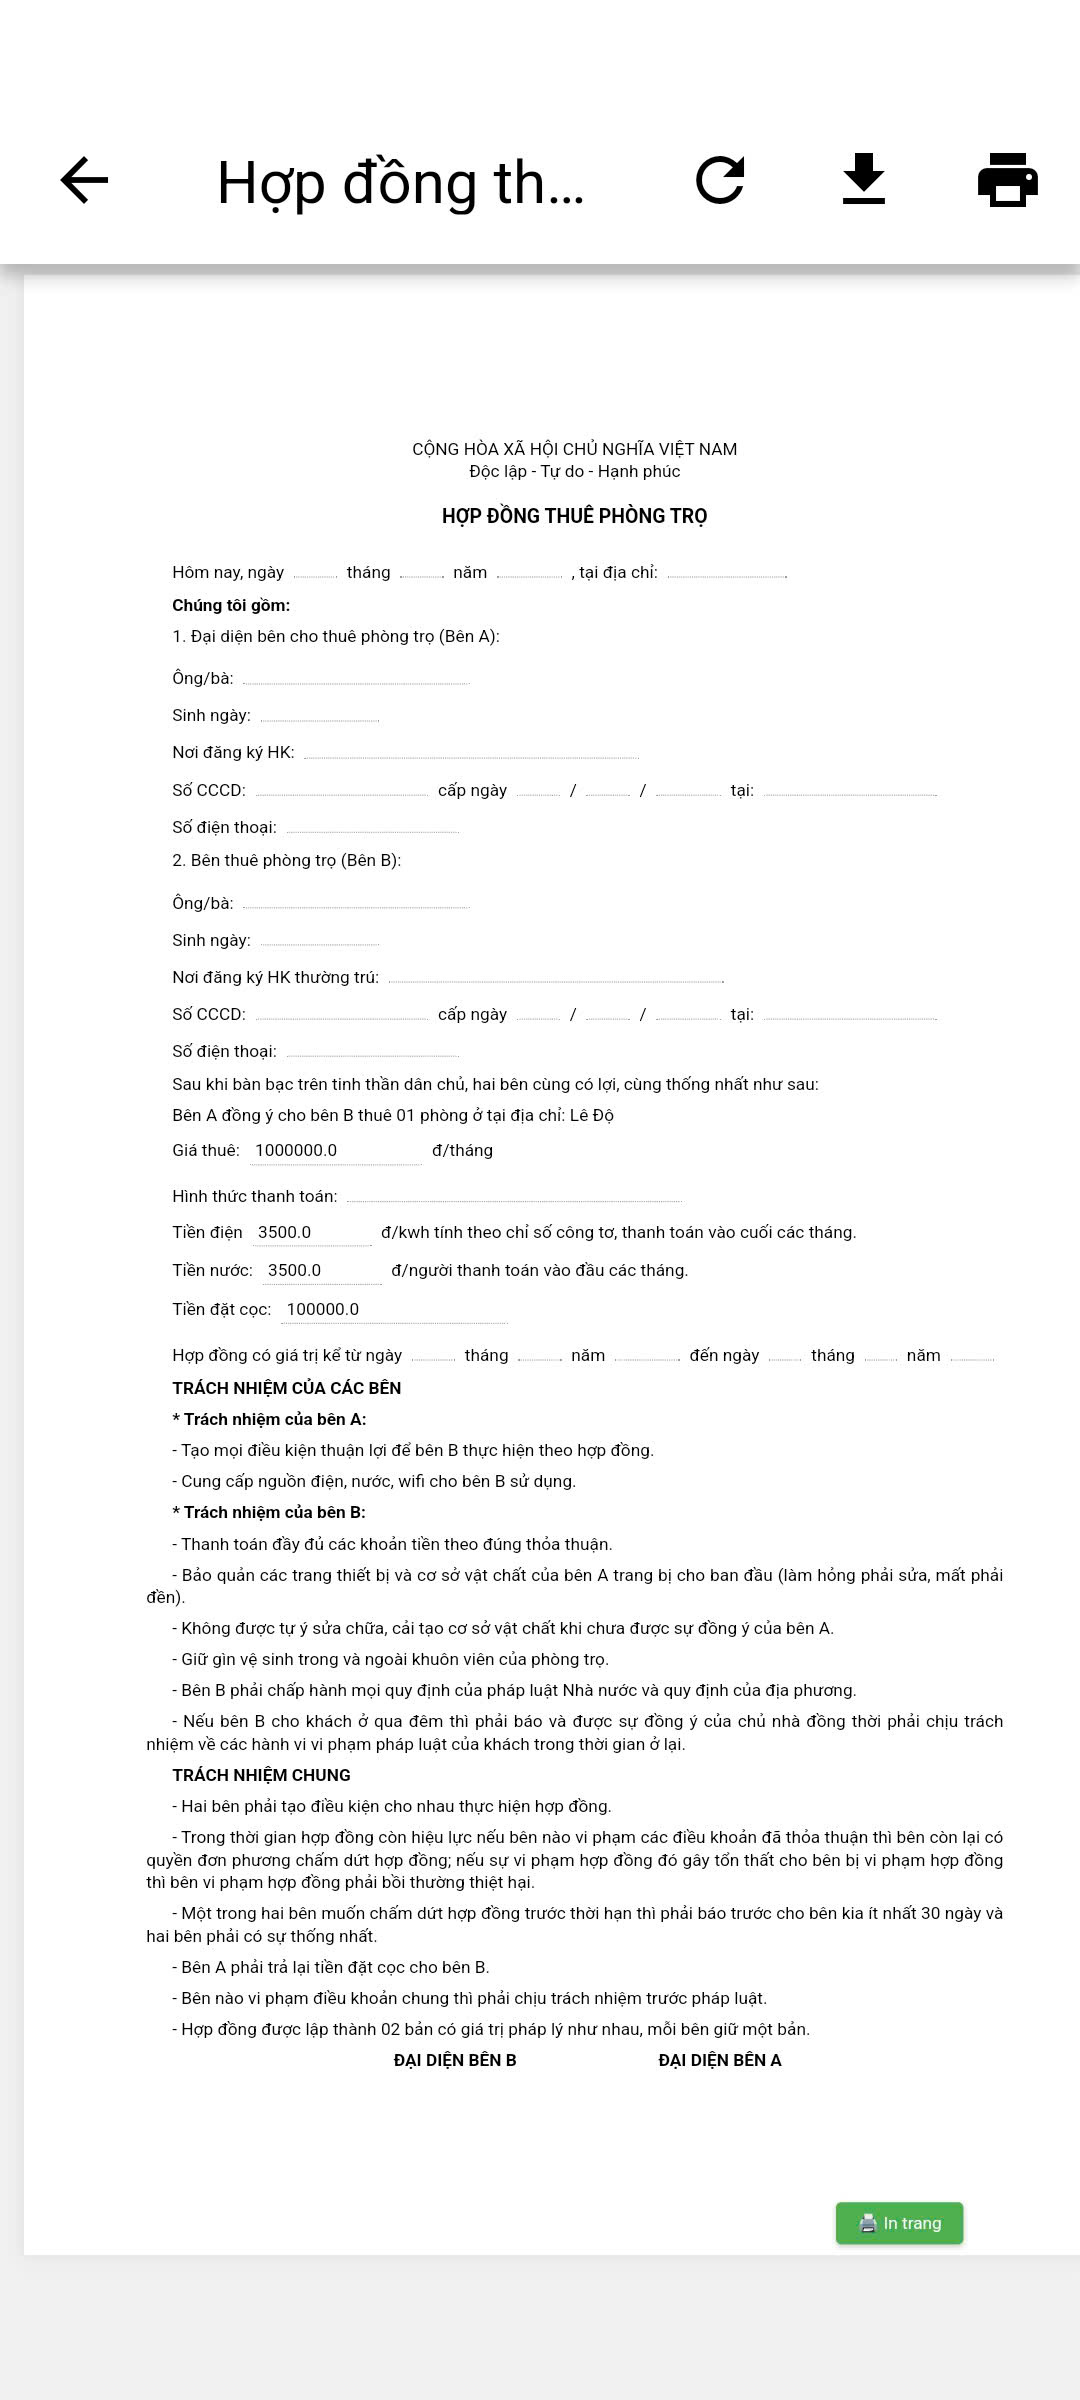 Hợp đồng th...
CỘNG HÒA XÃ HỘI CHỦ NGHĨA VIỆT NAM
Độc lập - Tự do - Hạnh phúc
HỢP ĐỒNG THUÊ PHÒNG TRỌ
Hôm nay, ngày tháng năm , tại địa chỉ:
Chúng tôi gồm:
1. Đại diện bên cho thuê phòng trọ (Bên A):
Ông/bà:
Sinh ngày:
Nơi đăng ký HK:
Số CCCD: cấp ngày / / tại:
Số điện thoại:
2. Bên thuê phòng trọ (Bên B):
Ông/bà:
Sinh ngày:
Nơi đăng ký HK thường trú:
Số CCCD: cấp ngày / / tại:
Số điện thoại:
Sau khi bàn bạc trên tinh thần dân chủ, hai bên cùng có lợi, cùng thống nhất như sau:
Bên A đồng ý cho bên B thuê 01 phòng ở tại địa chỉ: Lê Độ
Giá thuê: 1000000.0 đ/tháng
Hình thức thanh toán:
Tiền điện 3500.0 đ/kwh tính theo chỉ số công tơ, thanh toán vào cuối các tháng.
Tiền nước: 3500.0 đ/người thanh toán vào đầu các tháng.
Tiền đặt cọc: 100000.0
Hợp đồng có giá trị kể từ ngày tháng năm đến ngày tháng năm
TRÁCH NHIỆM CỦA CÁC BÊN
* Trách nhiệm của bên A:
- Tạo mọi điều kiện thuận lợi để bên B thực hiện theo hợp đồng.
- Cung cấp nguồn điện, nước, wifi cho bên B sử dụng.
* Trách nhiệm của bên B:
- Thanh toán đầy đủ các khoản tiền theo đúng thỏa thuận.
- Bảo quản các trang thiết bị và cơ sở vật chất của bên A trang bị cho ban đầu (làm hỏng phải sửa, mất phải
đền).
- Không được tự ý sửa chữa, cải tạo cơ sở vật chất khi chưa được sự đồng ý của bên A.
- Giữ gìn vệ sinh trong và ngoài khuôn viên của phòng trọ.
- Bên B phải chấp hành mọi quy định của pháp luật Nhà nước và quy định của địa phương.
- Nếu bên B cho khách ở qua đêm thì phải báo và được sự đồng ý của chủ nhà đồng thời phải chịu trách
nhiệm về các hành vi vi phạm pháp luật của khách trong thời gian ở lại.
TRÁCH NHIỆM CHUNG
- Hai bên phải tạo điều kiện cho nhau thực hiện hợp đồng.
- Trong thời gian hợp đồng còn hiệu lực nếu bên nào vi phạm các điều khoản đã thỏa thuận thì bên còn lại có
quyền đơn phương chấm dứt hợp đồng; nếu sự vi phạm hợp đồng đó gây tổn thất cho bên bị vi phạm hợp đồng
thì bên vi phạm hợp đồng phải bồi thường thiệt hại.
- Một trong hai bên muốn chấm dứt hợp đồng trước thời hạn thì phải báo trước cho bên kia ít nhất 30 ngày và
hai bên phải có sự thống nhất.
- Bên A phải trả lại tiền đặt cọc cho bên B.
- Bên nào vi phạm điều khoản chung thì phải chịu trách nhiệm trước pháp luật.
- Hợp đồng được lập thành 02 bản có giá trị pháp lý như nhau, mỗi bên giữ một bản.
ĐẠI DIỆN BÊN B ĐẠI DIỆN BÊN A
In trang